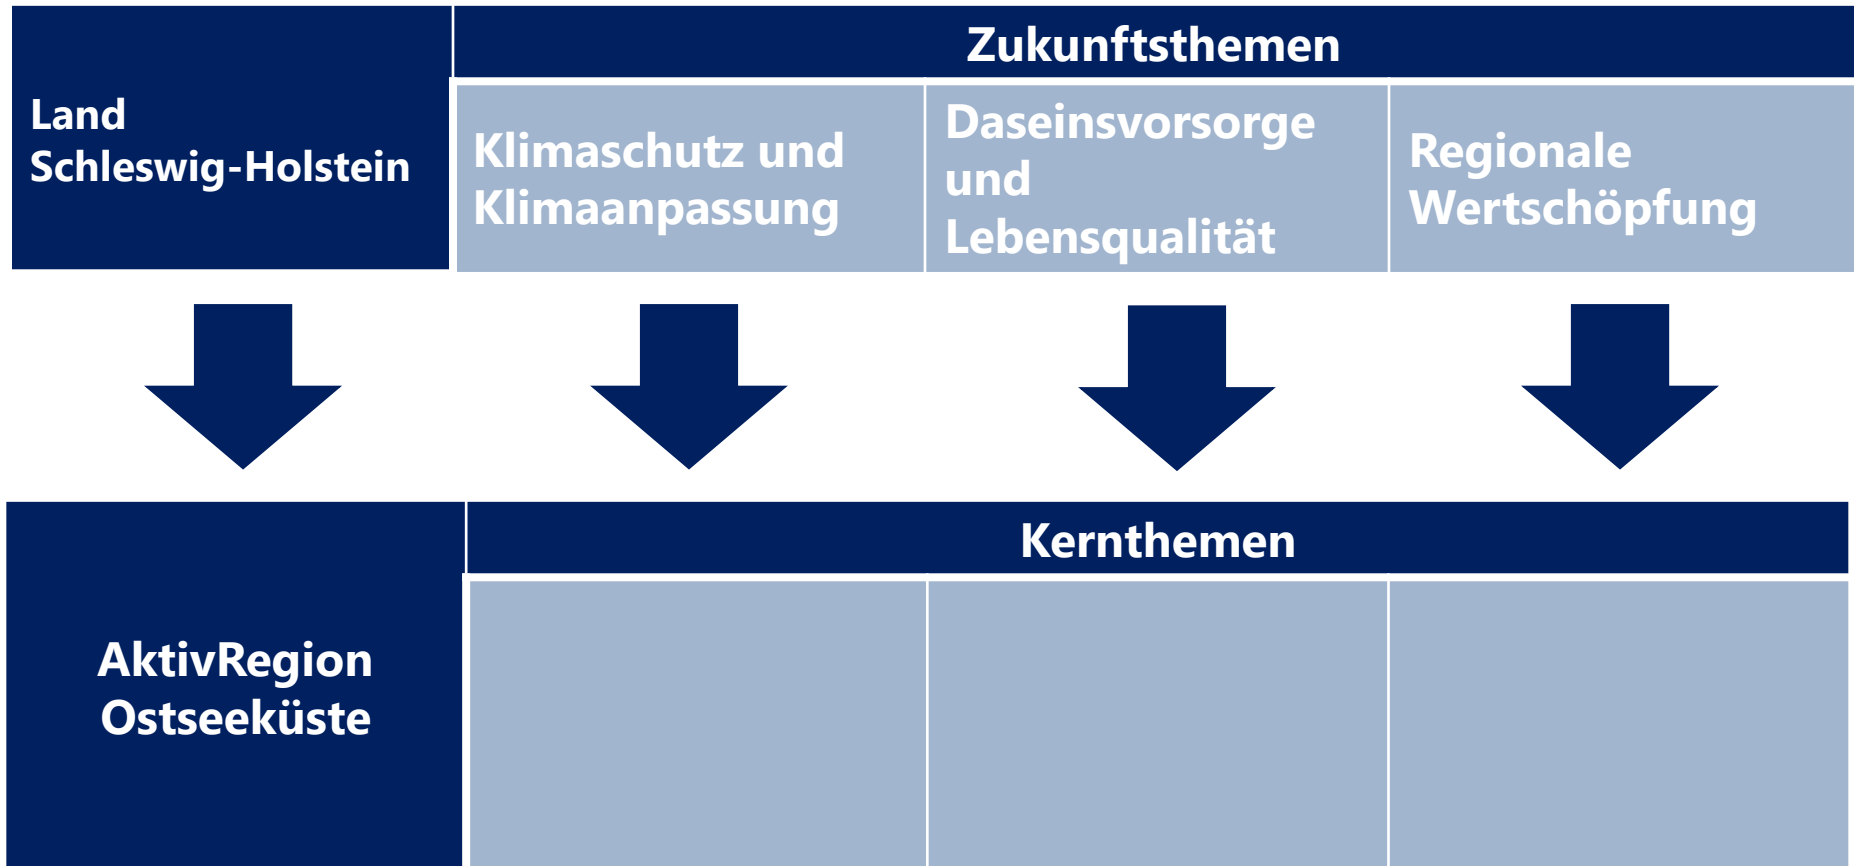 Zukunftsthemen
Land
Schleswig-Holstein
Klimaschutz und
Klimaanpassung
Daseinsvorsorge
und
Lebensqualität
Regionale
Wertschöpfung
Kernthemen
AktivRegion
Ostseeküste